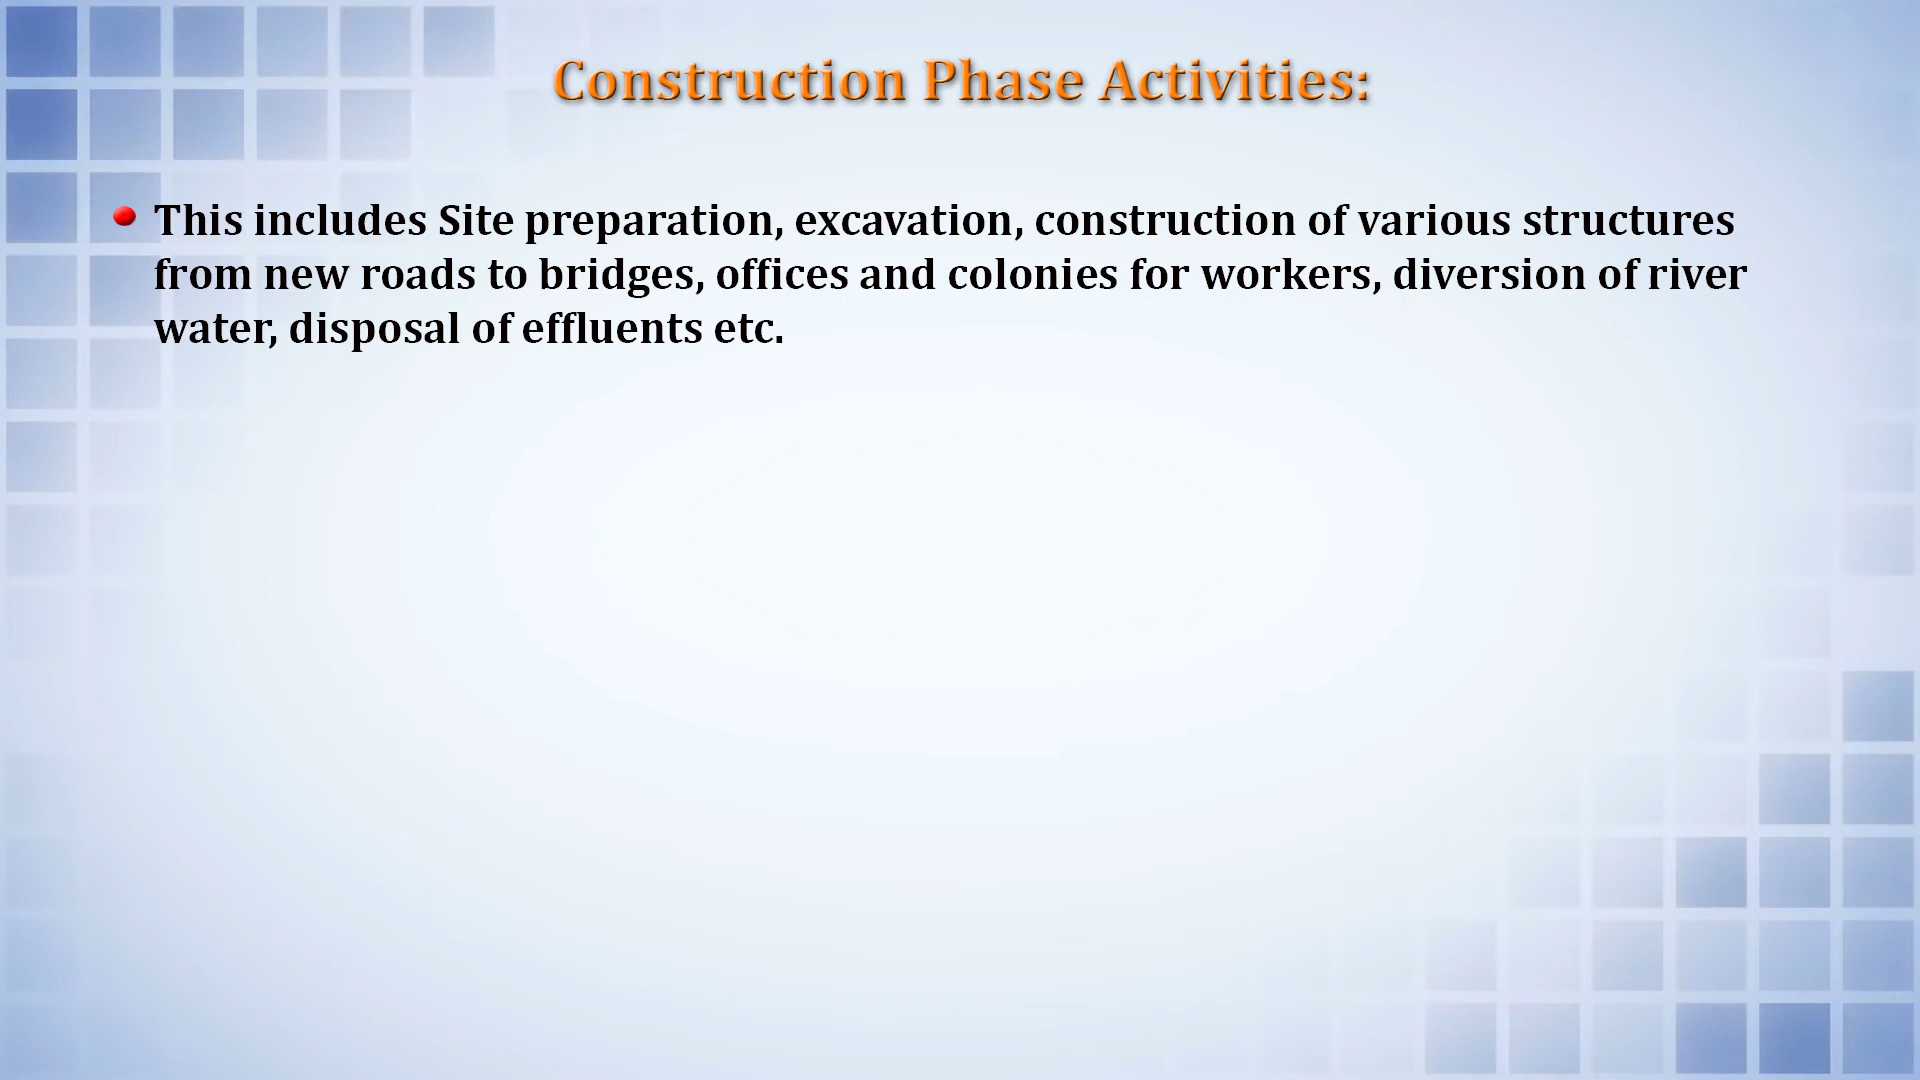 Construction Phase Activities:
This includes Site preparation, excavation, construction of various structures
from new roads to bridges, offices and colonies for workers, diversion of river
water, disposal of effluents etc.